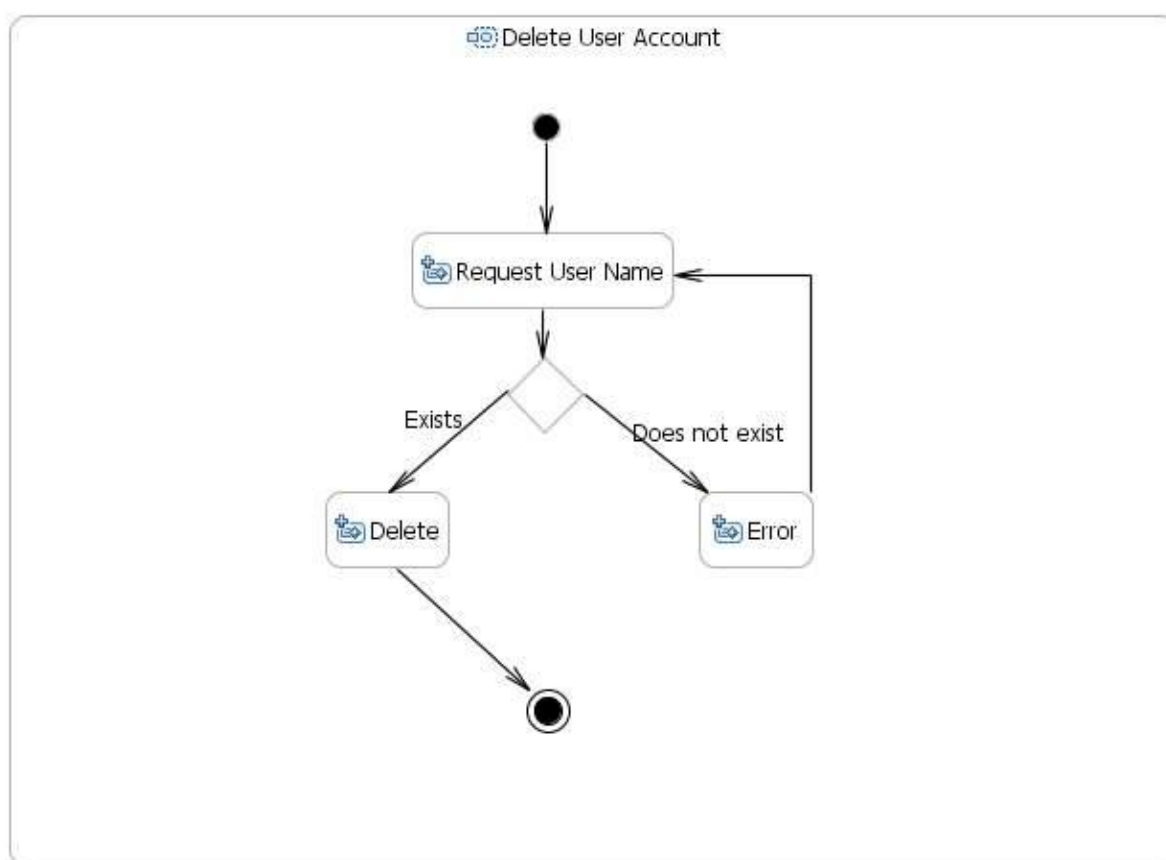 Delete User Account
Request User Name
Exists
Does not exist
Delete
Error